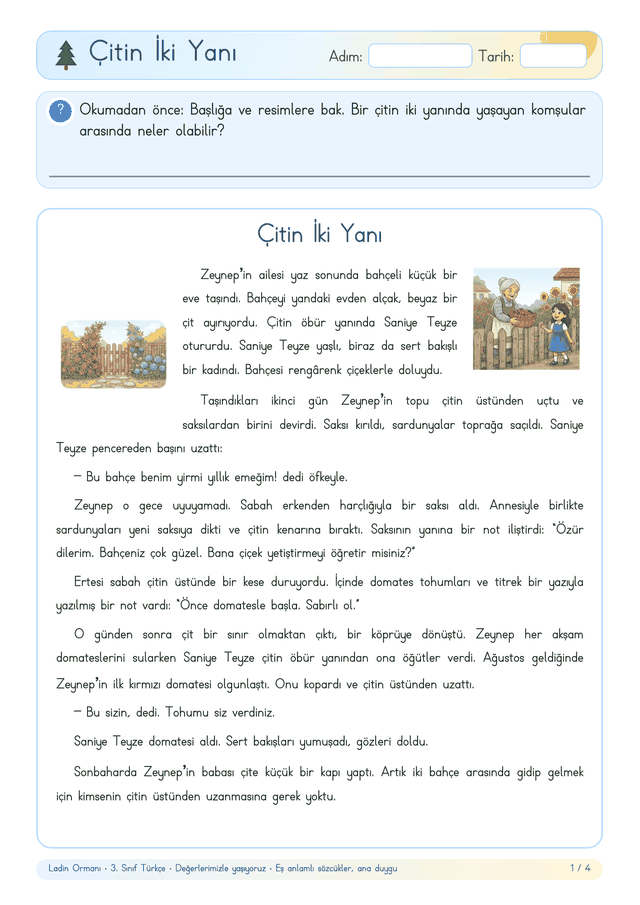 Çitin İki Yanı
Adım:
Tarih:
? Okumadan önce: Başlığa ve resimlere bak. Bir çitin iki yanında yaşayan komşular
arasında neler olabilir?
Çitin İki Yanı
Zeynep'in ailesi yaz sonunda bahçeli küçük bir
eve taşındı. Bahçeyi yandaki evden alçak, beyaz bir
çit ayırıyordu. Çitin öbür yanında Saniye Teyze
otururdu. Saniye Teyze yaşlı, biraz da sert bakışlı
bir kadındı. Bahçesi rengârenk çiçeklerle doluydu.
Taşındıkları ikinci gün Zeynep'in topu çitin üstünden uçtu ve
saksılardan birini devirdi. Saksı kırıldı, sardunyalar toprağa saçıldı. Saniye
Teyze pencereden başını uzattı:
– Bu bahçe benim yirmi yıllık emeğim! dedi öfkeyle.
Zeynep o gece uyuyamadı. Sabah erkenden harçlığıyla bir saksı aldı. Annesiyle birlikte
sardunyaları yeni saksıya dikti ve çitin kenarına bıraktı. Saksının yanına bir not iliştirdi: "Özür
dilerim. Bahçeniz çok güzel. Bana çiçek yetiştirmeyi öğretir misiniz?"
Ertesi sabah çitin üstünde bir kese duruyordu. İçinde domates tohumları ve titrek bir yazıyla
yazılmış bir not vardı: "Önce domatesle başla. Sabırlı ol."
O günden sonra çit bir sınır olmaktan çıktı, bir köprüye dönüştü. Zeynep her akşam
domateslerini sularken Saniye Teyze çitin öbür yanından ona öğütler verdi. Ağustos geldiğinde
Zeynep'in ilk kırmızı domatesi olgunlaştı. Onu kopardı ve çitin üstünden uzattı.
– Bu sizin, dedi. Tohumu siz verdiniz.
Saniye Teyze domatesi aldı. Sert bakışları yumuşadı, gözleri doldu.
Sonbaharda Zeynep'in babası çite küçük bir kapı yaptı. Artık iki bahçe arasında gidip gelmek
için kimsenin çitin üstünden uzanmasına gerek yoktu.
Ladin Ormanı • 3. Sınıf Türkçe • Değerlerimizle yaşıyoruz • Eş anlamlı sözcükler, ana duygu
1 / 4